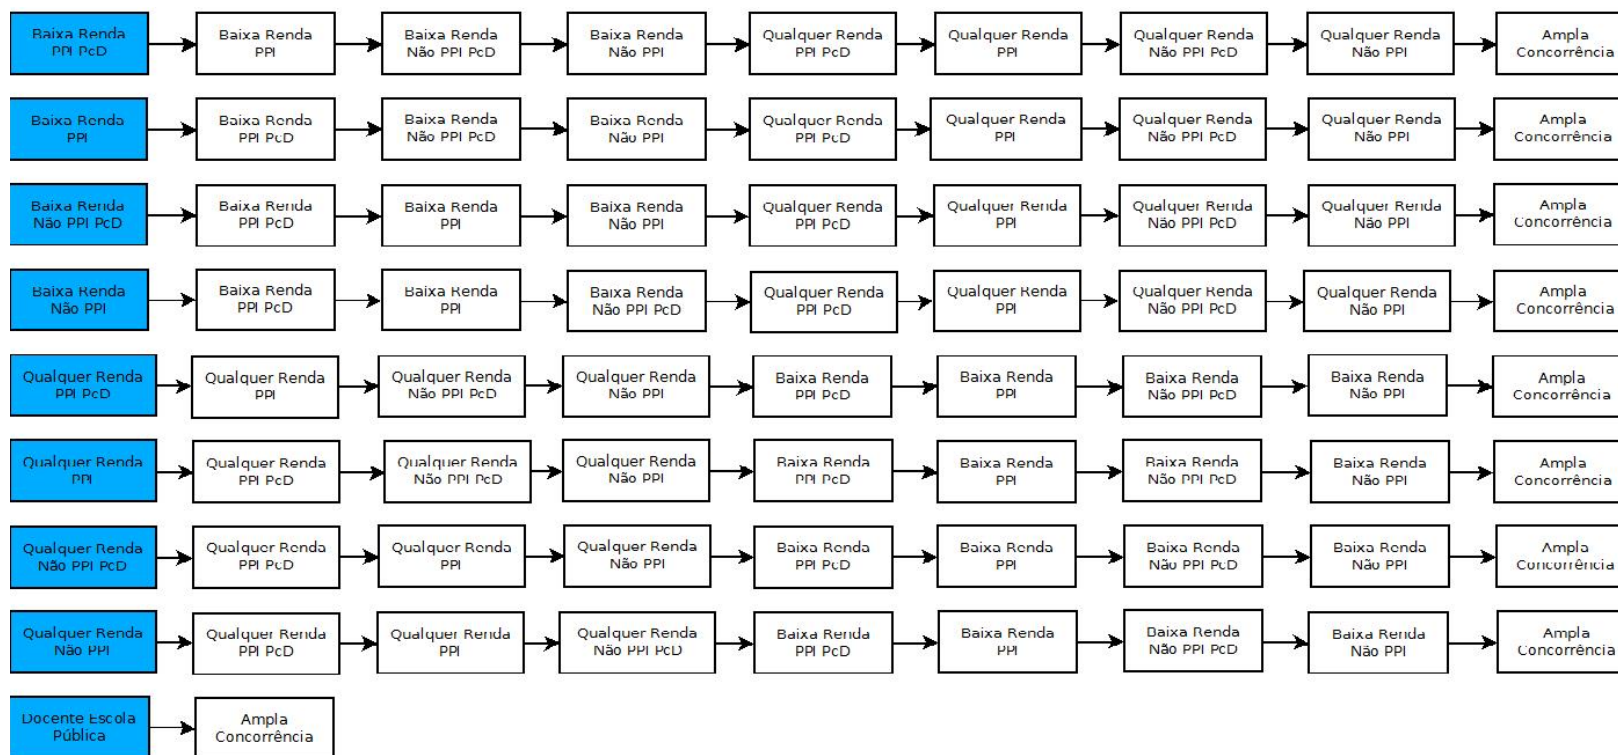 Baixa Renda
PPI PcD
Baixa Renda
PPI
Baixa Renda
Não PPI PcD
Baixa Renda
Não PPI
Qualquer Renda
PPI PcD
Qualquer Renda
PPI
Qualquer Renda
Não PPI PcD
Qualquer Renda
Não PPI
Ampla
Concorrência
Baixa Renda
PPI
Baixa Renda
PPI PcD
Baixa Renda
Não PPI PcD
Baixa Renda
Não PPI
Qualquer Renda
PPI PcD
Qualquer Renda
PPI
Qualquer Renda
Não PPI PcD
Qualquer Renda
Não PPI
Ampla
Concorrência
Baixa Renda
Não PPI PcD
Baixa Renda
PPI PcD
Baixa Renda
PPI
Baixa Renda
Não PPI
Qualquer Renda
PPI PcD
Qualquer Renda
PPI
Qualquer Renda
Não PPI PcD
Qualquer Renda
Não PPI
Ampla
Concorrência
Baixa Renda
Não PPI
Baixa Renda
PPI PcD
Baixa Renda
PPI
Baixa Renda
Não PPI PcD
Qualquer Renda
PPI PcD
Qualquer Renda
PPI
Qualquer Renda
Não PPI PcD
Qualquer Renda
Não PPI
Ampla
Concorrência
Qualquer Renda
PPI PcD
Qualquer Renda
PPI
Qualquer Renda
Não PPI PcD
Qualquer Renda
Não PPI
Baixa Renda
PPI PcD
Baixa Renda
PPI
Baixa Renda
Não PPI PcD
Baixa Renda
Não PPI
Ampla
Concorrência
Qualquer Renda
PPI
Qualquer Renda
PPI PcD
Qualquer Renda
Não PPI PcD
Qualquer Renda
Não PPI
Baixa Renda
PPI PcD
Baixa Renda
PPI
Baixa Renda
Não PPI PcD
Baixa Renda
Não PPI
Ampla
Concorrência
Qualquer Renda
Não PPI PcD
Qualquer Renda
PPI PcD
Qualquer Renda
PPI
Qualquer Renda
Não PPI
Baixa Renda
PPI PcD
Baixa Renda
PPI
Baixa Renda
Não PPI PcD
Baixa Renda
Não PPI
Ampla
Concorrência
Qualquer Renda
Não PPI
Qualquer Renda
PPI PcD
Qualquer Renda
PPI
Qualquer Renda
Não PPI PcD
Baixa Renda
PPI PcD
Baixa Renda
PPI
Baixa Renda
Não PPI PcD
Baixa Renda
Não PPI
Ampla
Concorrência
Docente Escola
Pública
Ampla
Concorrência